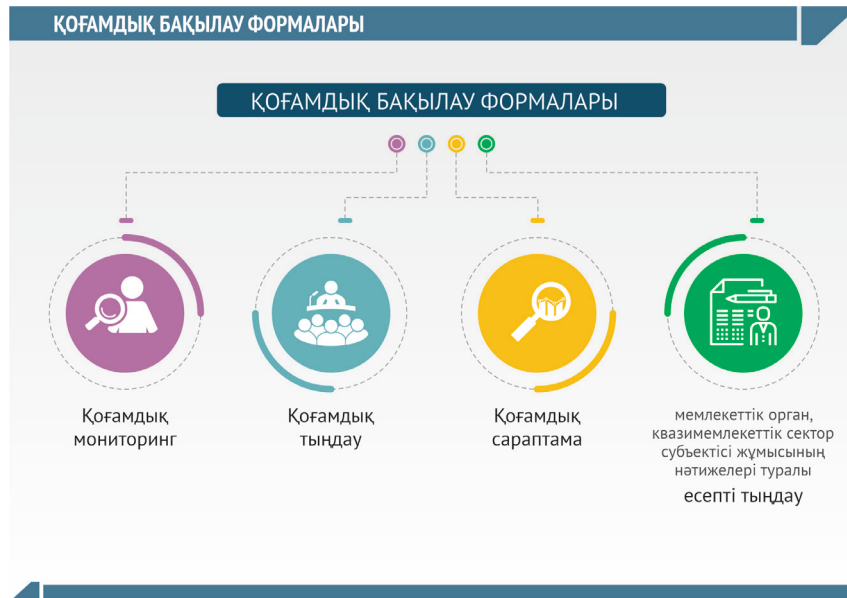 ҚОҒАМДЫҚ БАҚЫЛАУ ФОРМАЛАРЫ
ҚОҒАМДЫҚ БАҚЫЛАУ ФОРМАЛАРЫ
Қоғамдық
мониторинг
Қоғамдық
тыңдау
Қоғамдық
сараптама
мемлекеттік орган,
квазимемлекеттік сектор
субъектісі жұмысының
нәтижелері туралы
есепті тыңдау